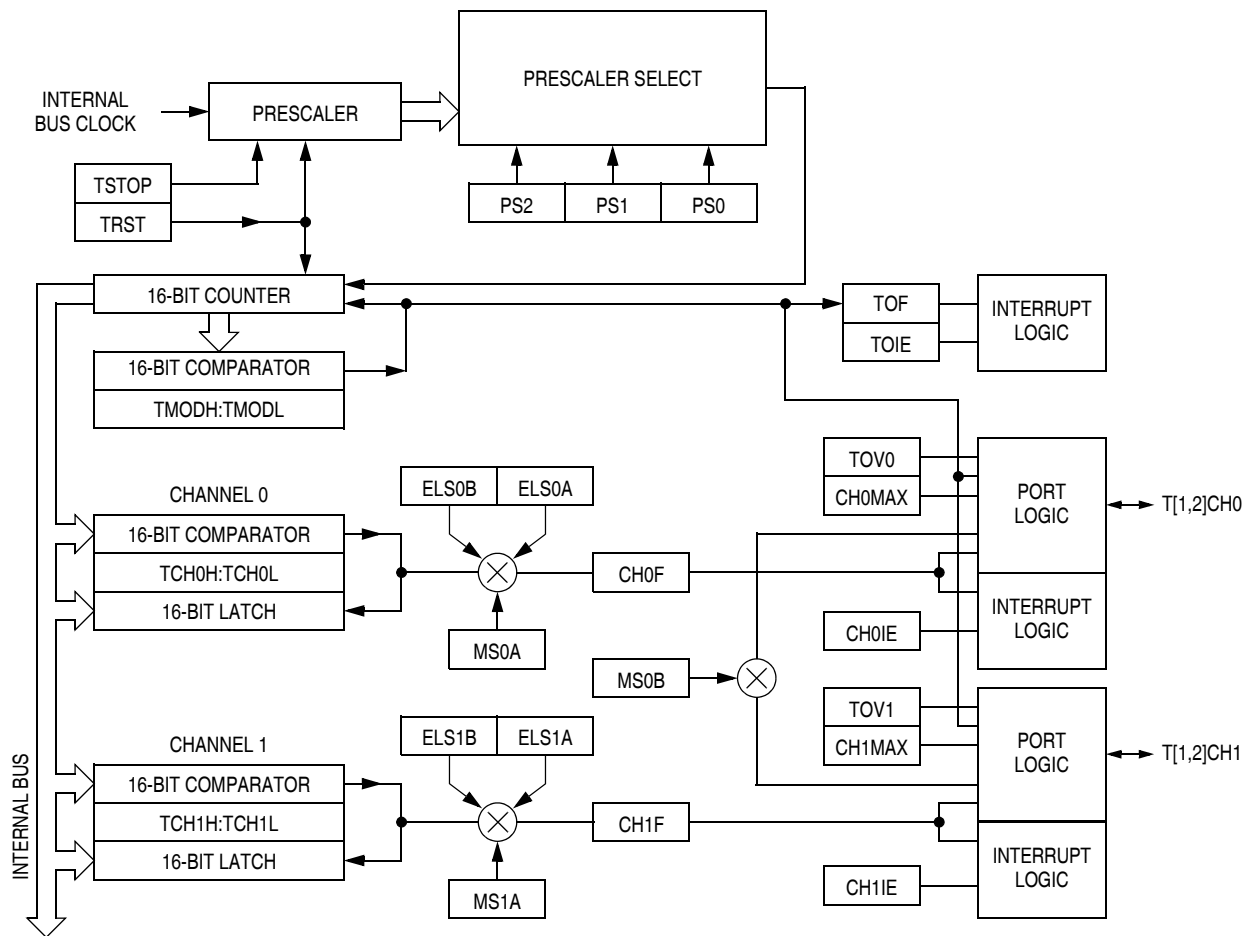 PRESCALER SELECT
INTERNAL
BUS CLOCK
PRESCALER
TSTOP
TRST
PS2
PS1
PS0
16-BIT COUNTER
TOF
TOIE
INTERRUPT
LOGIC
16-BIT COMPARATOR
TMODH:TMODL
TOV0
CH0MAX
PORT
LOGIC
T[1,2]CH0
CHANNEL 0
ELS0B
ELS0A
16-BIT COMPARATOR
TCH0H:TCH0L
16-BIT LATCH
CH0F
MS0A
CH0IE
INTERRUPT
LOGIC
MS0B
TOV1
CH1MAX
PORT
LOGIC
T[1,2]CH1
CHANNEL 1
ELS1B
ELS1A
16-BIT COMPARATOR
TCH1H:TCH1L
16-BIT LATCH
CH1F
MS1A
CH1IE
INTERRUPT
LOGIC
INTERNAL BUS